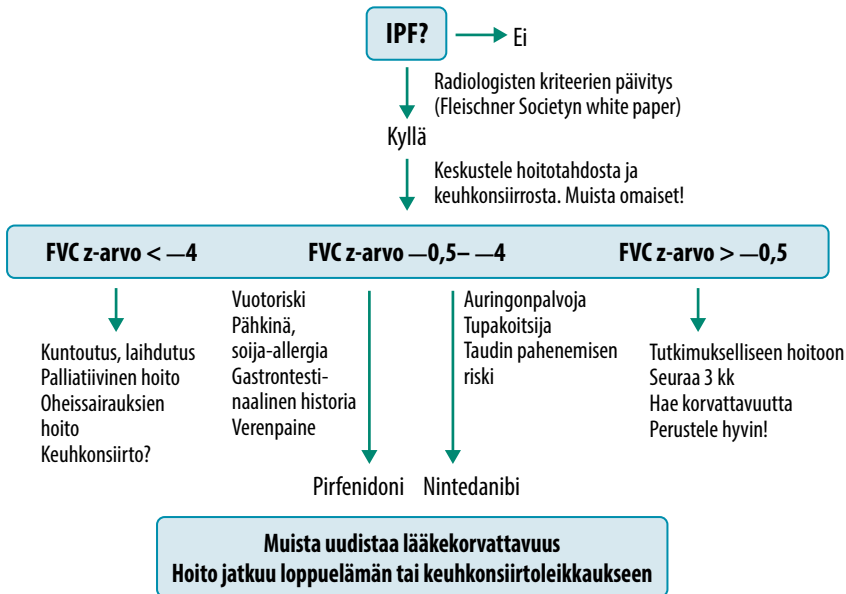 IPF?
Ei
Radiologisten kriteerien päivitys
(Fleischner Societyn white paper)
Kyllä
Keskustele hoitotahdosta ja
keuhkonsiirrosta. Muista omaiset!
FVC z-arvo < —4
FVC z-arvo —0,5– —4
FVC z-arvo > —0,5
Kuntoutus, laihdutus
Palliatiivinen hoito
Oheissairauksien
hoito
Keuhkonsiirto?
Vuotoriski
Pähkinä,
soija-allergia
Gastrontesti-
naalinen historia
Verenpaine
Auringonpalvoja
Tupakoitsija
Taudin pahenemisen
riski
Tutkimukselliseen hoitoon
Seuraa 3 kk
Hae korvattavuutta
Perustele hyvin!
Pirfenidoni
Nintedanibi
Muista uudistaa lääkekorvattavuus
Hoito jatkuu loppuelämän tai keuhkonsiirtoleikkaukseen